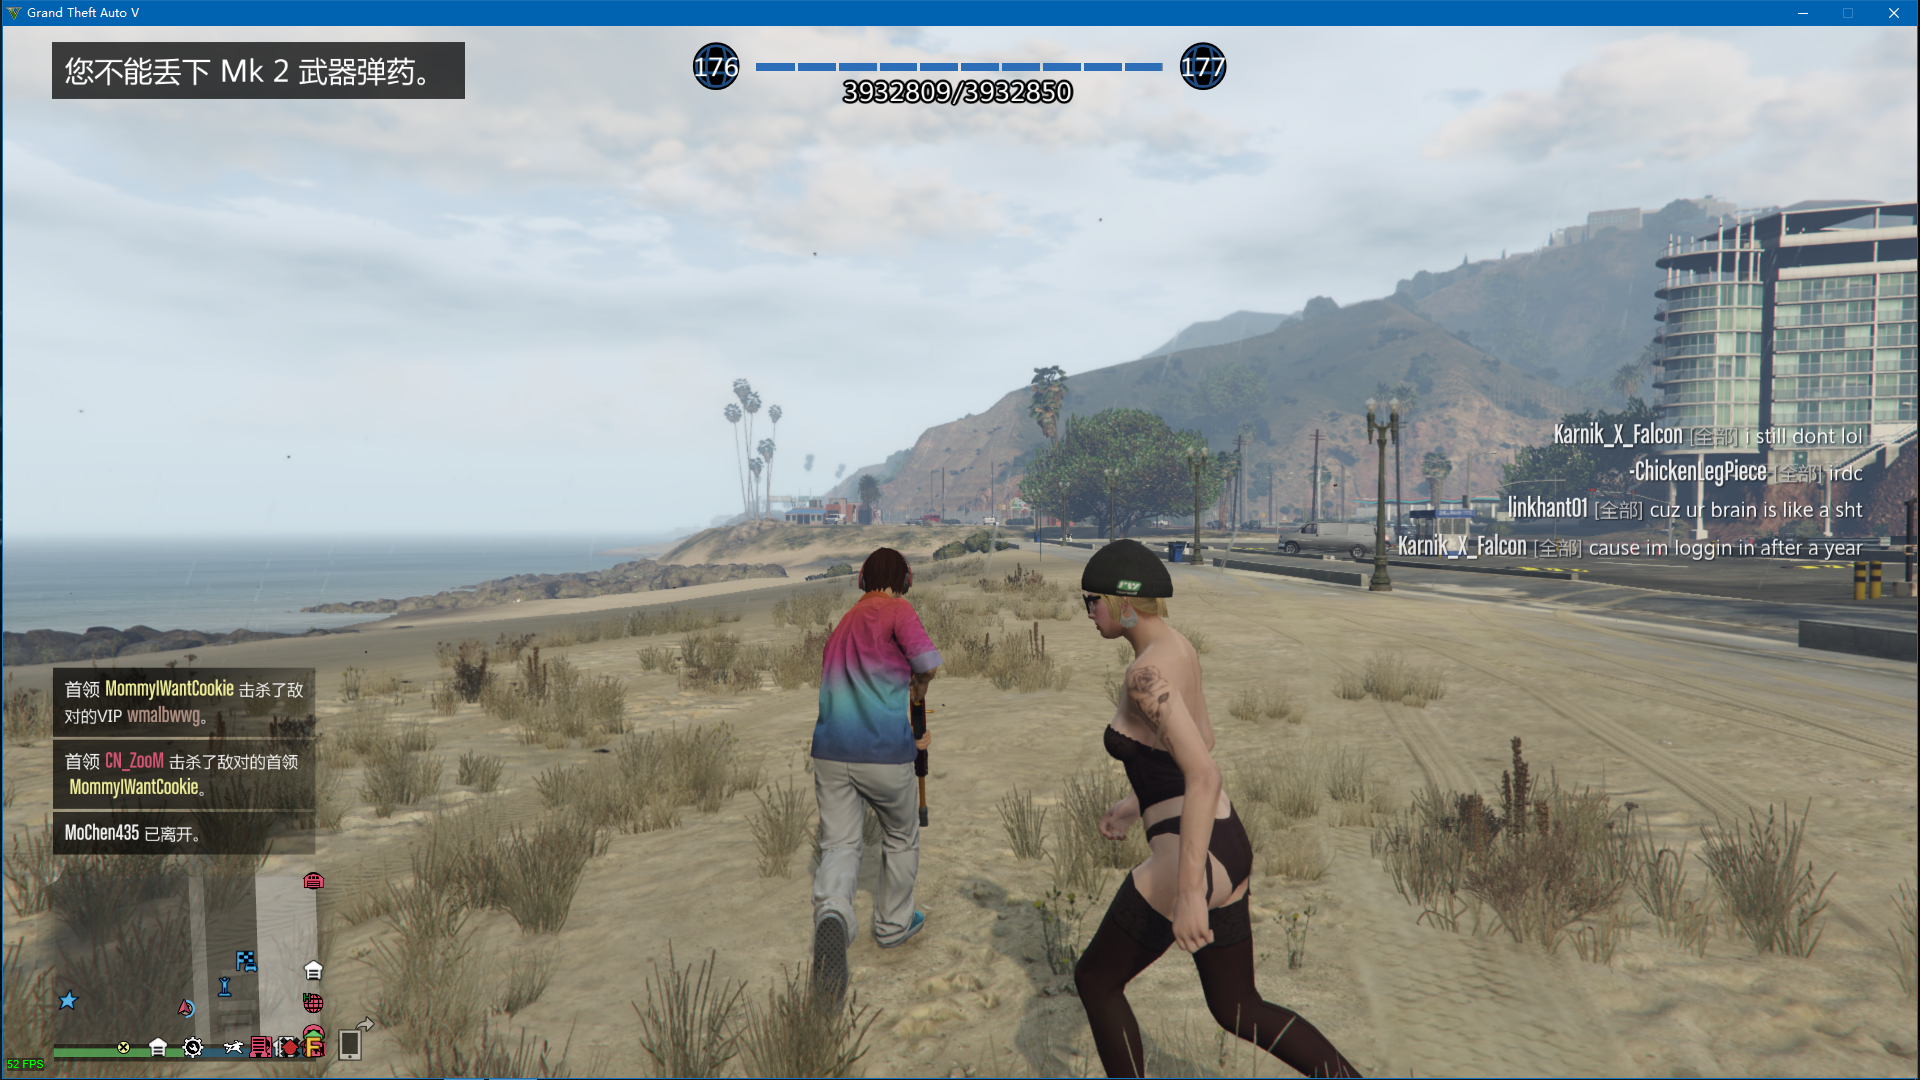 Grand Theft Auto V
您不能丢下 Mk 2 武器弹药。
176
177
3932809/3932850
Karnik_X_Falcon [全部] i still dont lol
-ChickenLegPiece [全部] irdc
linkhant01 [全部] cuz ur brain is like a sht
Karnik_X_Falcon [全部] cause im loggin in after a year
首领 MommyIWantCookie 击杀了敌
对的VIP wmalbwwg。
首领 CN_ZooM 击杀了敌对的首领
MommyIWantCookie。
MoChen435 已离开。
52 FPS